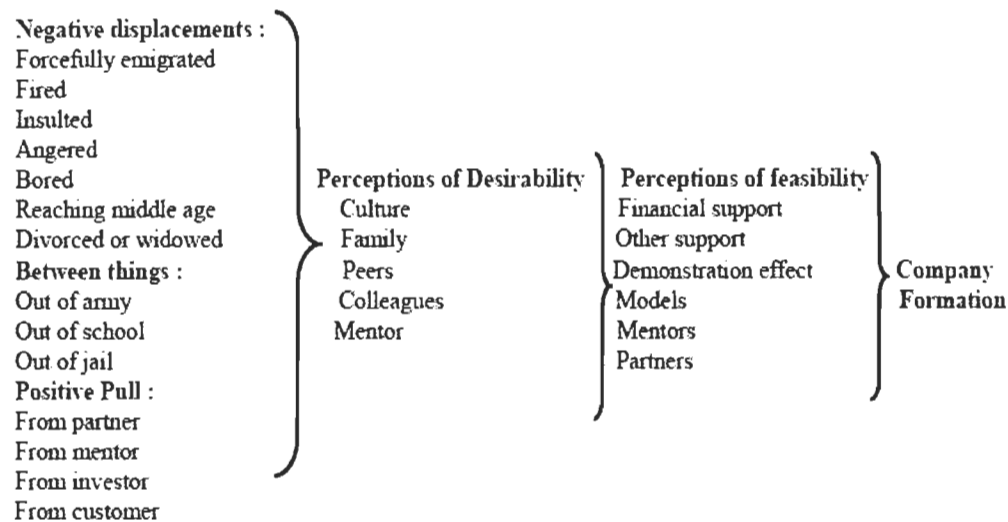 Negative displacements :
Forcefully emigrated
Fired
Insulted
Angered
Bored
Reaching middle age
Divorced or widowed
Between things :
Out of army
Out of school
Out of jail
Positive Pull :
From partner
From mentor
From investor
From customer
Perceptions of Desirability
Culture
Family
Peers
Colleagues
Mentor
Perceptions of feasibility
Financial support
Other support
Demonstration effect
Models
Mentors
Partners
Company
Formation